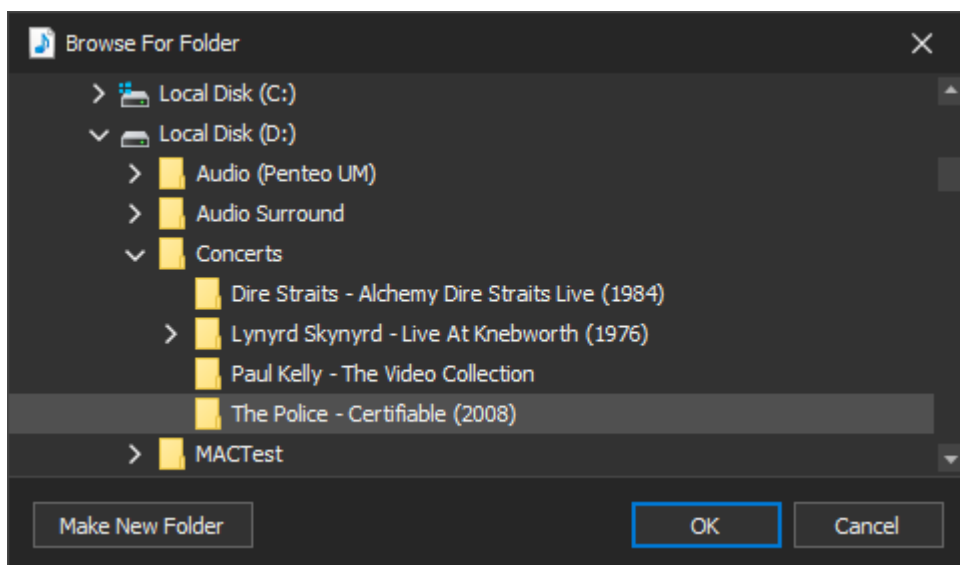 Browse For Folder
Local Disk (C:)
Local Disk (D:)
Audio (Penteo UM)
Audio Surround
Concerts
Dire Straits - Alchemy Dire Straits Live (1984)
Lynyrd Skynyrd - Live At Knebworth (1976)
Paul Kelly - The Video Collection
The Police - Certifiable (2008)
MACTest
Make New Folder OK Cancel